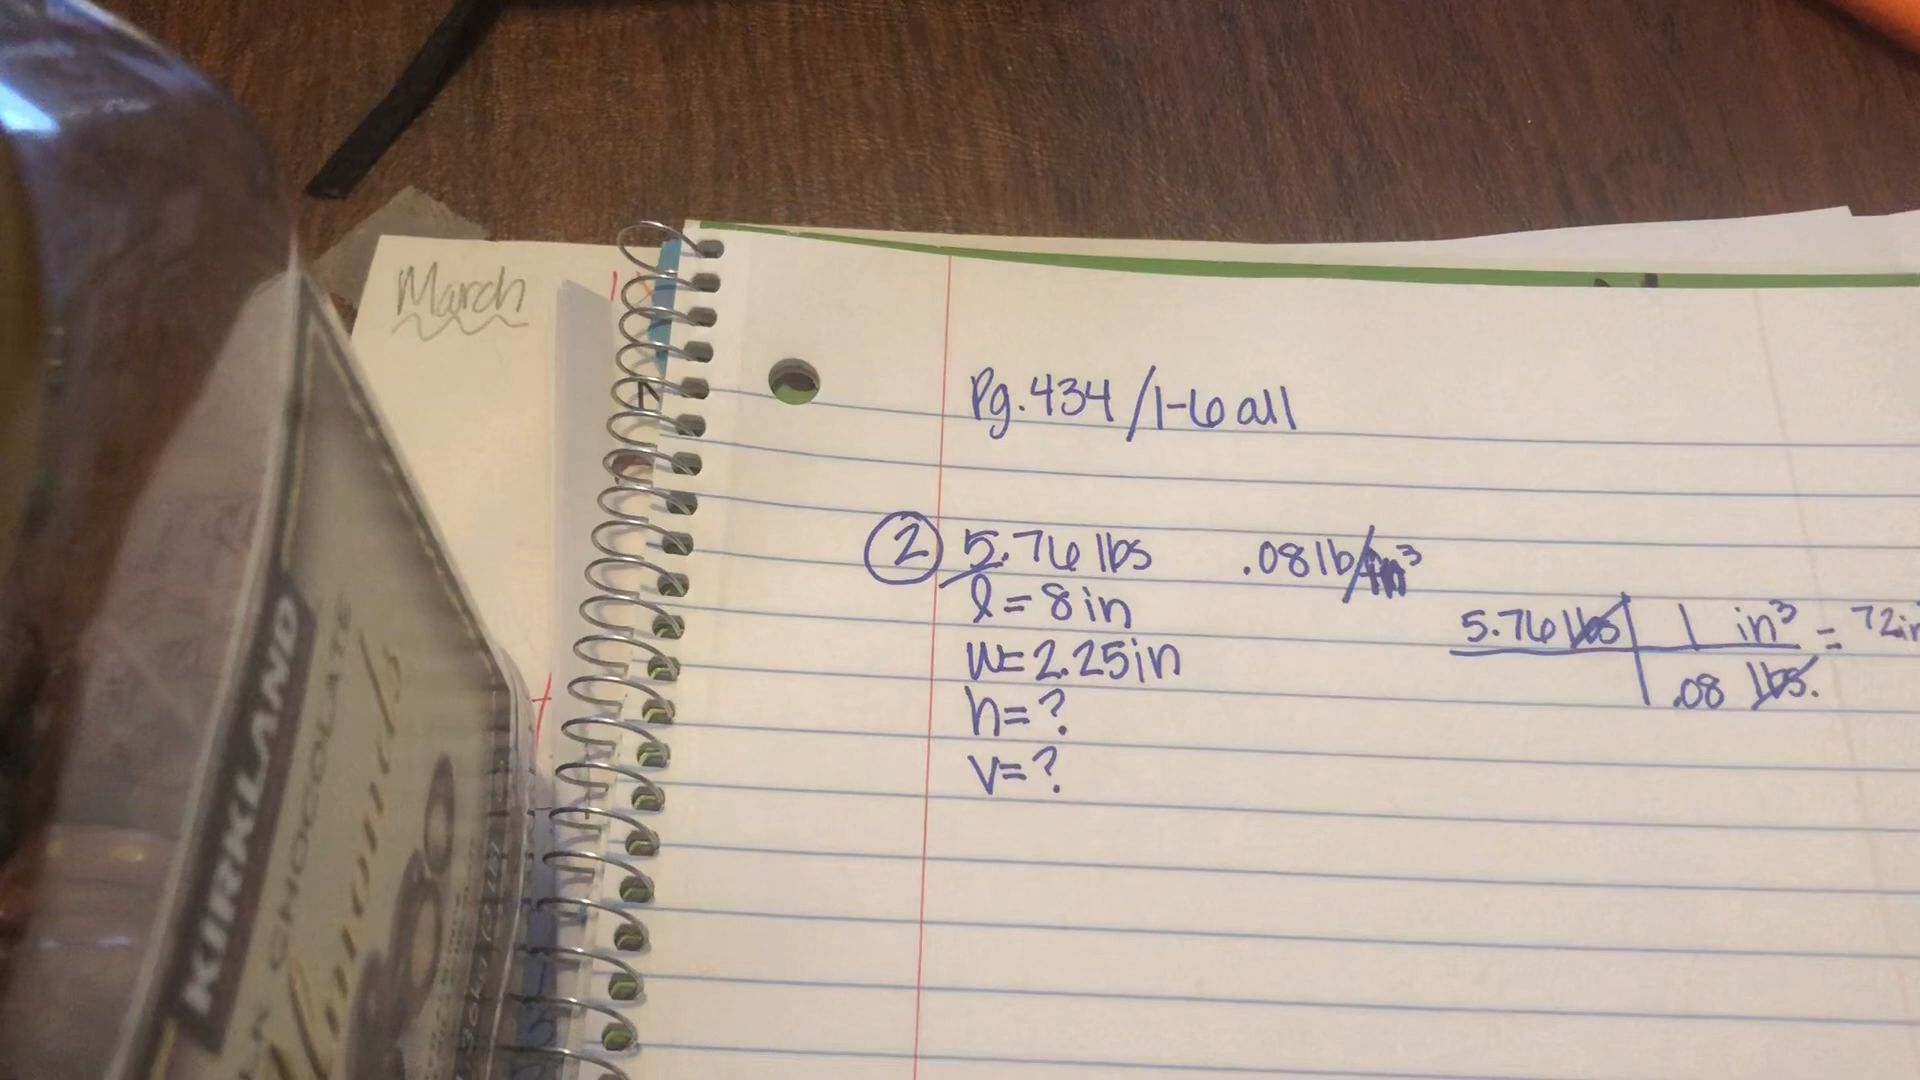 March
Pg. 434 / 1-6 all
2 5.76 lbs .08 lb/in³
l = 8 in
w = 2.25 in
h = ?
v = ?
5.76 lbs | 1 in³ = 72 in
.08 lbs.
KIRKLAND
CHOCOLATE